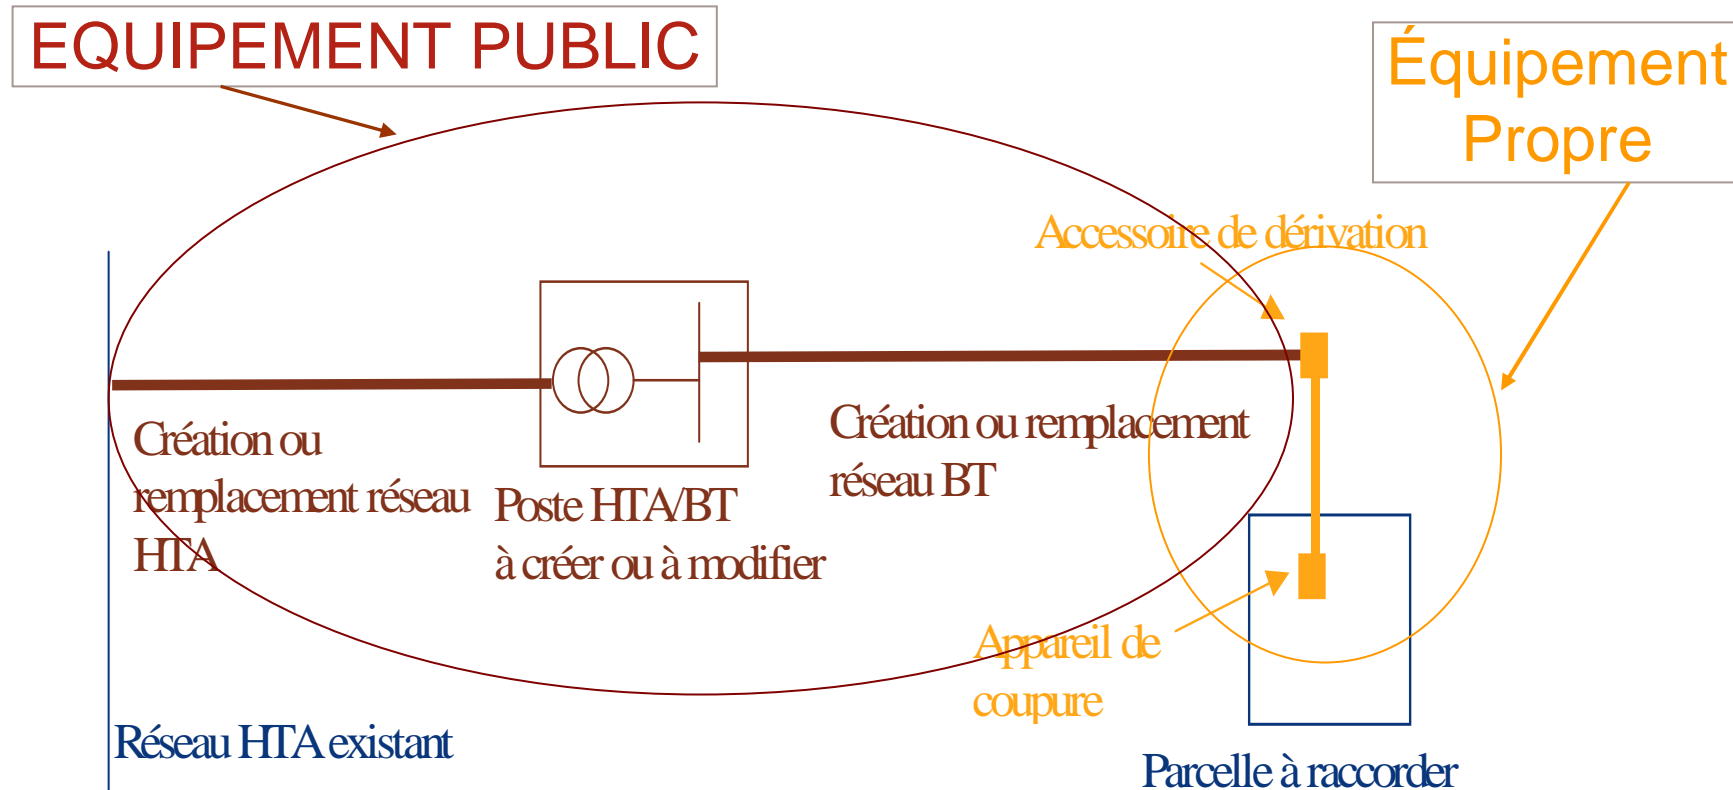 EQUIPEMENT PUBLIC
Équipement
Propre
Accessoire de dérivation
Création ou
remplacement réseau
HTA
Poste HTA/BT
à créer ou à modifier
Création ou remplacement
réseau BT
Appareil de
coupure
Réseau HTA existant
Parcelle à raccorder